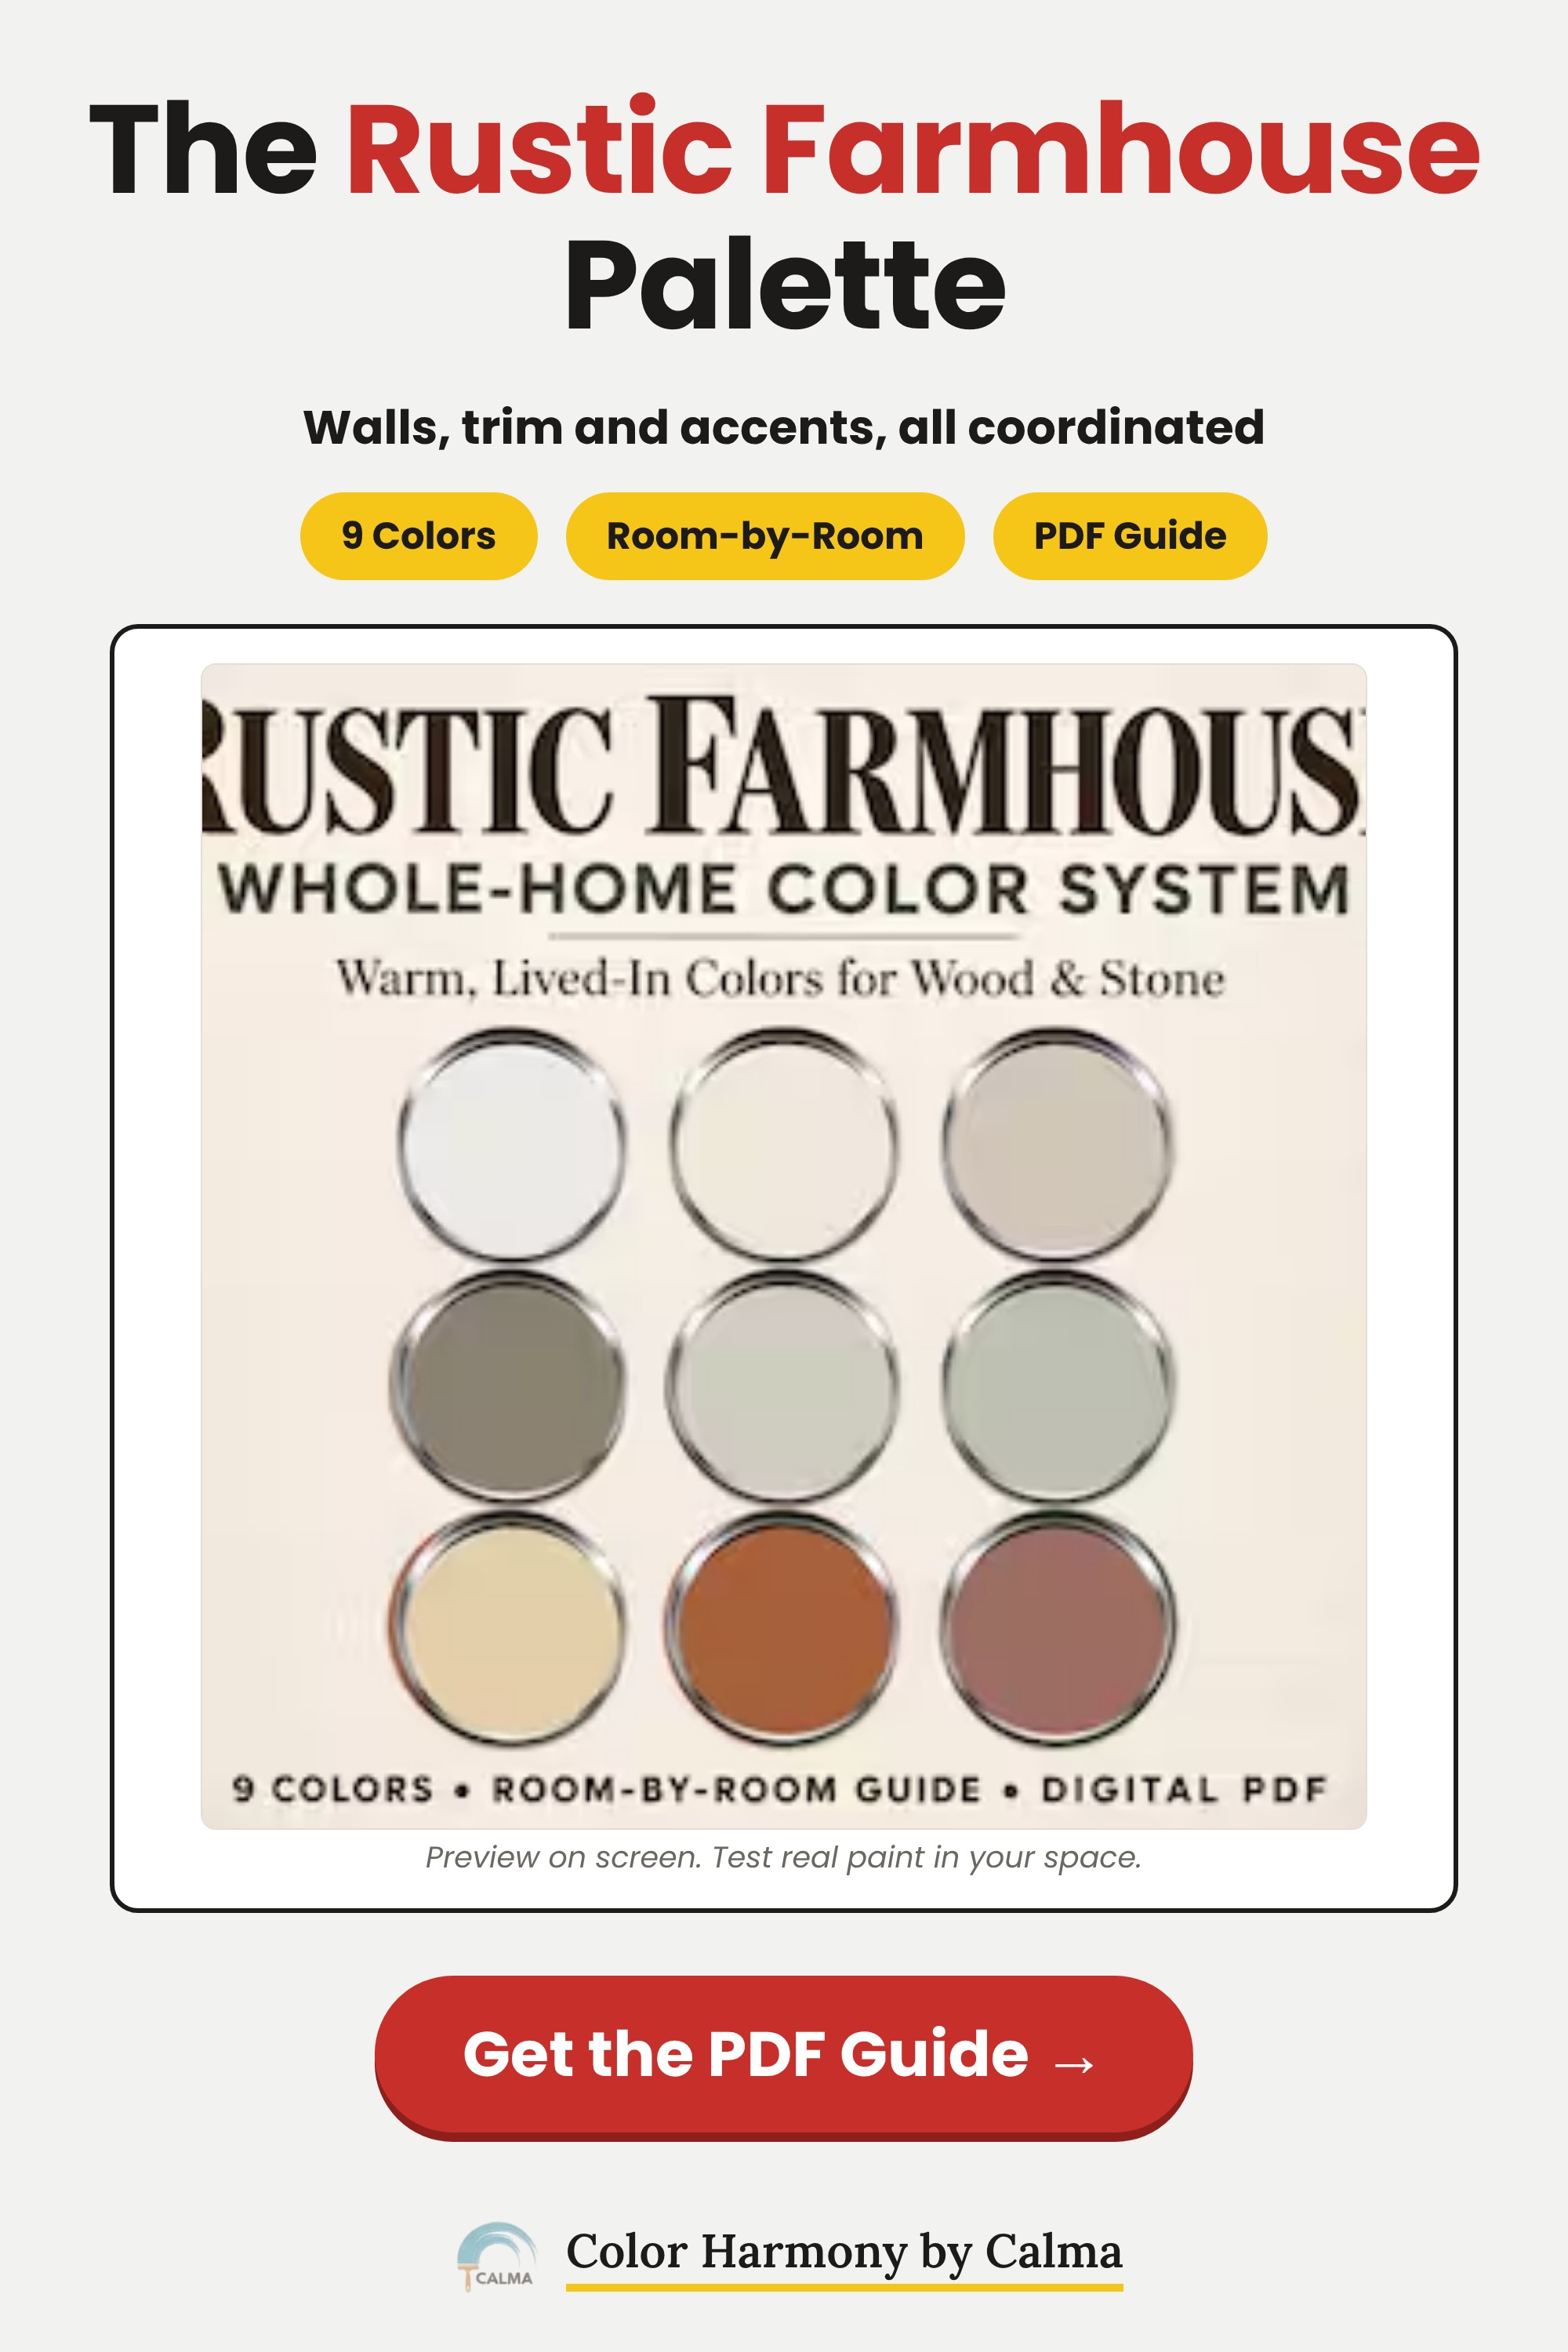 The Rustic Farmhouse
Palette
Walls, trim and accents, all coordinated
9 Colors
Room-by-Room
PDF Guide
RUSTIC FARMHOUS
WHOLE-HOME COLOR SYSTEM
Warm, Lived-In Colors for Wood & Stone
9 COLORS • ROOM-BY-ROOM GUIDE • DIGITAL PDF
Preview on screen. Test real paint in your space.
Get the PDF Guide →
CALMA
Color Harmony by Calma